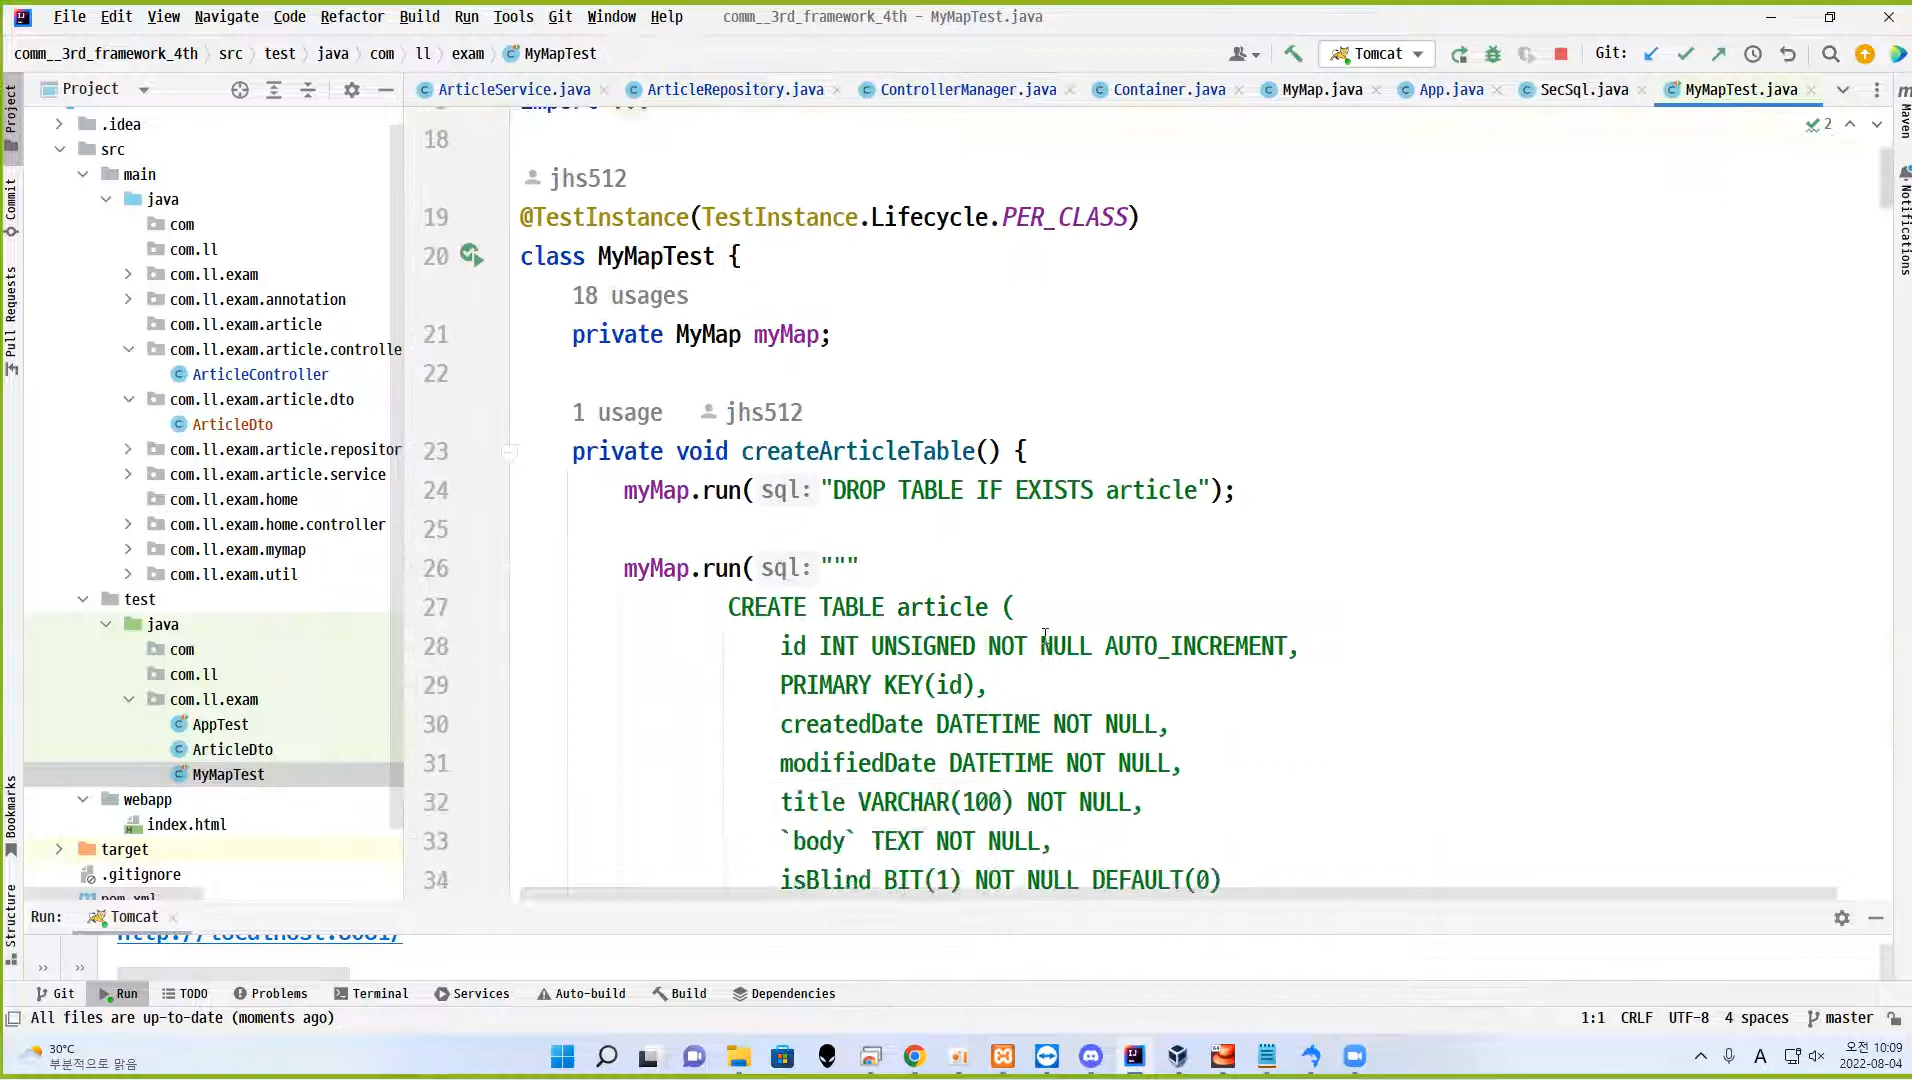 File Edit View Navigate Code Refactor Build Run Tools Git Window Help comm__3rd_framework_4th - MyMapTest.java
comm__3rd_framework_4th src test java com ll exam MyMapTest Tomcat Git:
Project ArticleService.java ArticleRepository.java ControllerManager.java Container.java MyMap.java App.java SecSql.java MyMapTest.java
Project
Commit
Pull Requests
Bookmarks
Structure
Maven
Notifications
.idea
src
main
java
com
com.ll
com.ll.exam
com.ll.exam.annotation
com.ll.exam.article
com.ll.exam.article.controlle
ArticleController
com.ll.exam.article.dto
ArticleDto
com.ll.exam.article.repositor
com.ll.exam.article.service
com.ll.exam.home
com.ll.exam.home.controller
com.ll.exam.mymap
com.ll.exam.util
test
java
com
com.ll
com.ll.exam
AppTest
ArticleDto
MyMapTest
webapp
index.html
target
.gitignore
pom.xml
2
18
jhs512
19 @TestInstance(TestInstance.Lifecycle.PER_CLASS)
20 class MyMapTest {
18 usages
21 private MyMap myMap;
22
1 usage jhs512
23 private void createArticleTable() {
24 myMap.run( sql: "DROP TABLE IF EXISTS article");
25
26 myMap.run( sql: """
27 CREATE TABLE article (
28 id INT UNSIGNED NOT NULL AUTO_INCREMENT,
29 PRIMARY KEY(id),
30 createdDate DATETIME NOT NULL,
31 modifiedDate DATETIME NOT NULL,
32 title VARCHAR(100) NOT NULL,
33 `body` TEXT NOT NULL,
34 isBlind BIT(1) NOT NULL DEFAULT(0)
Run: Tomcat
Git Run TODO Problems Terminal Services Auto-build Build Dependencies
All files are up-to-date (moments ago) 1:1 CRLF UTF-8 4 spaces master
30°C
부분적으로 맑음
A
오전 10:09
2022-08-04